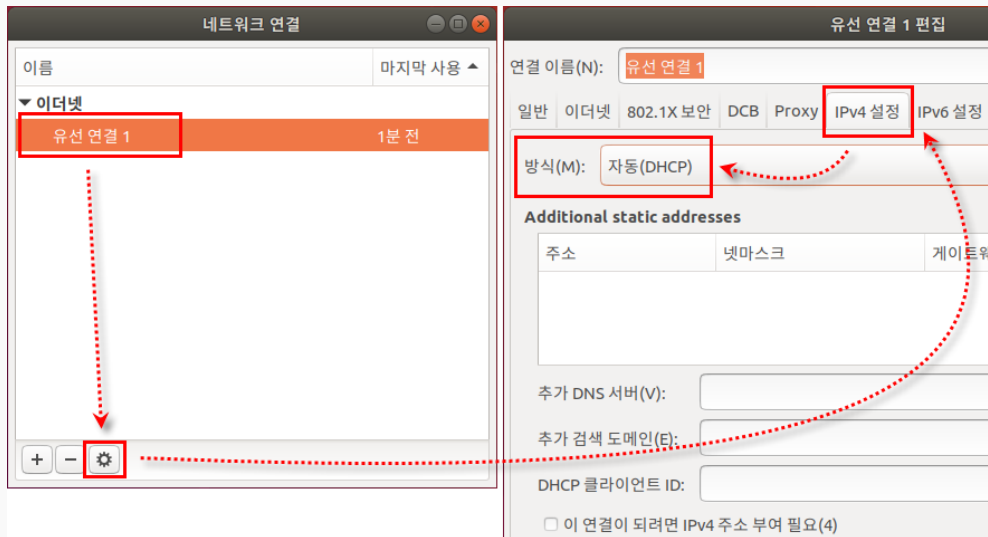 네트워크 연결
이름
마지막 사용
이더넷
유선 연결 1
1분 전
유선 연결 1 편집
연결 이름(N):
유선 연결 1
일반
이더넷
802.1X 보안
DCB
Proxy
IPv4 설정
IPv6 설정
방식(M):
자동(DHCP)
Additional static addresses
주소
넷마스크
추가 DNS 서버(V):
추가 검색 도메인(E):
DHCP 클라이언트 ID:
이 연결이 되려면 IPv4 주소 부여 필요(4)